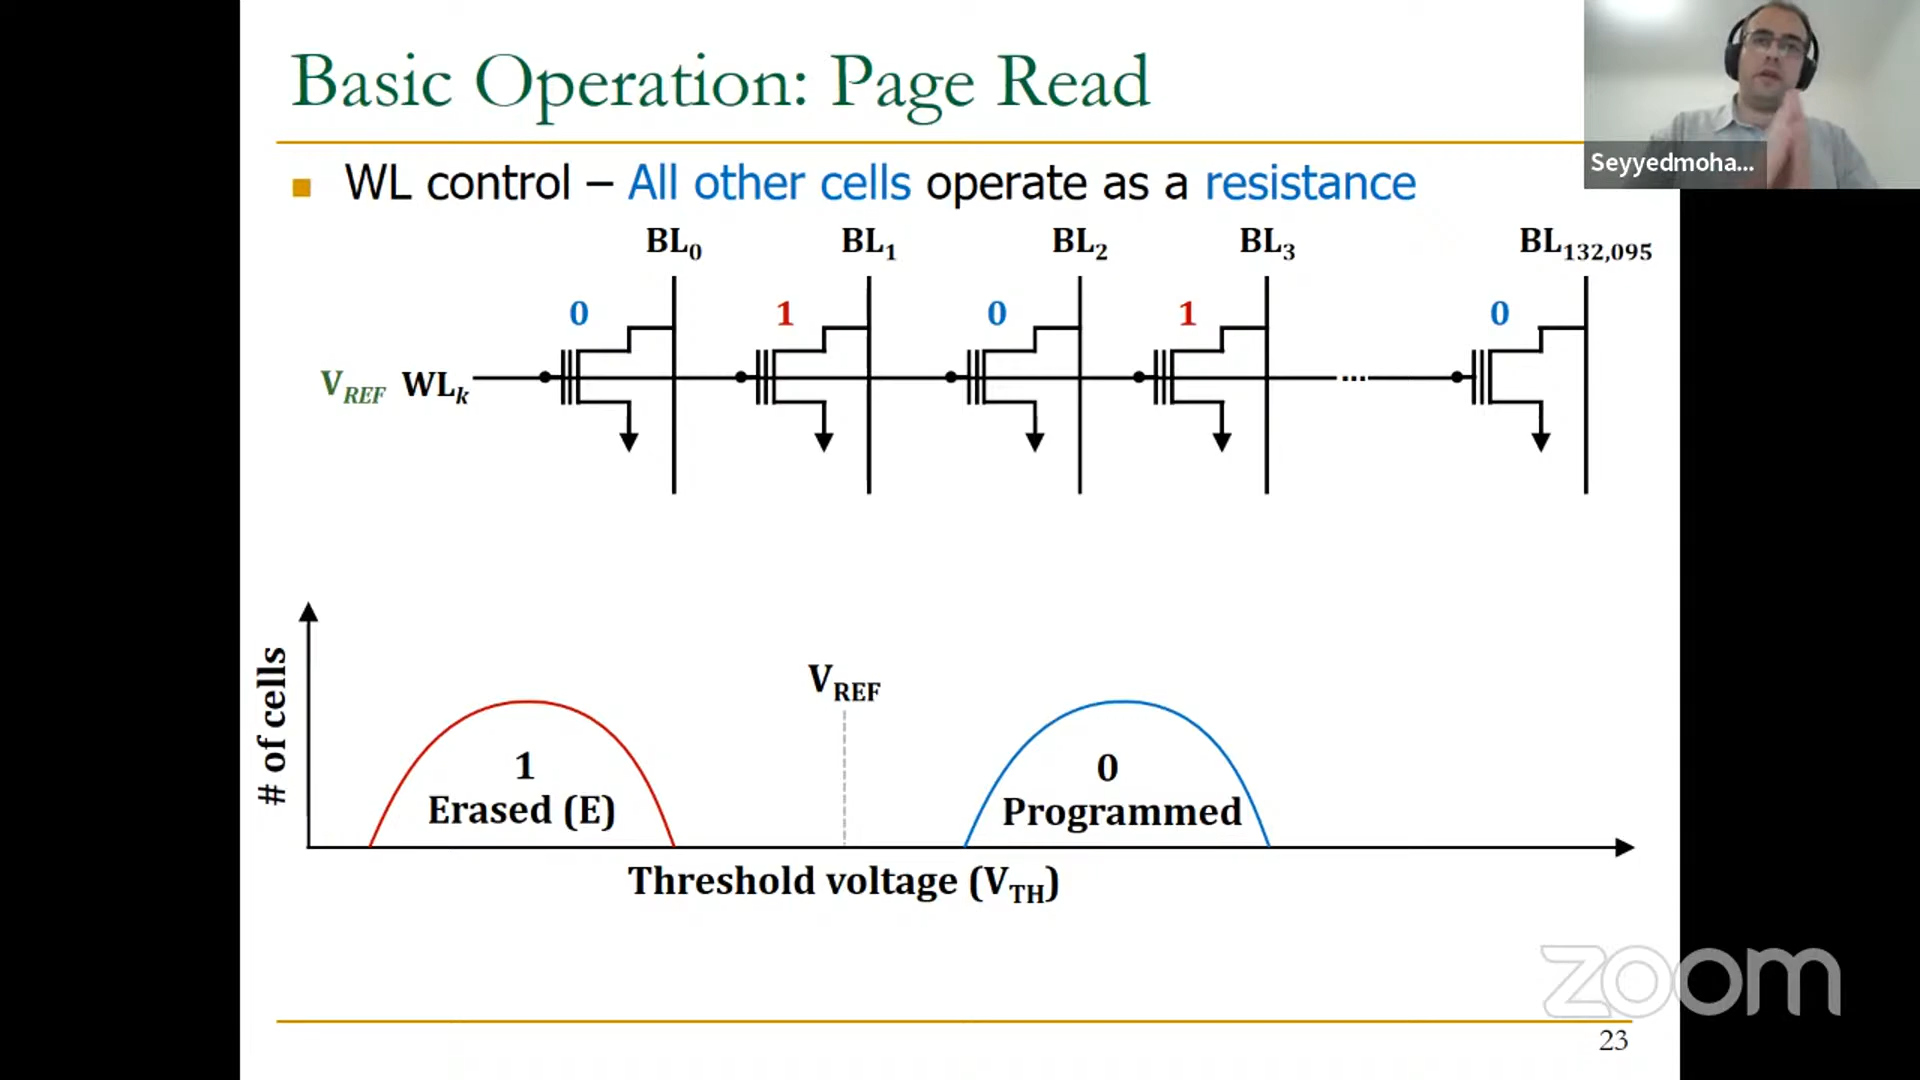 Basic Operation: Page Read
Seyyedmoha...
WL control – All other cells operate as a resistance
BL0 BL1 BL2 BL3 BL132,095
0 1 0 1 0
VREF WLk ...
# of cells
VREF
1 0
Erased (E) Programmed
Threshold voltage (VTH)
zoom
23